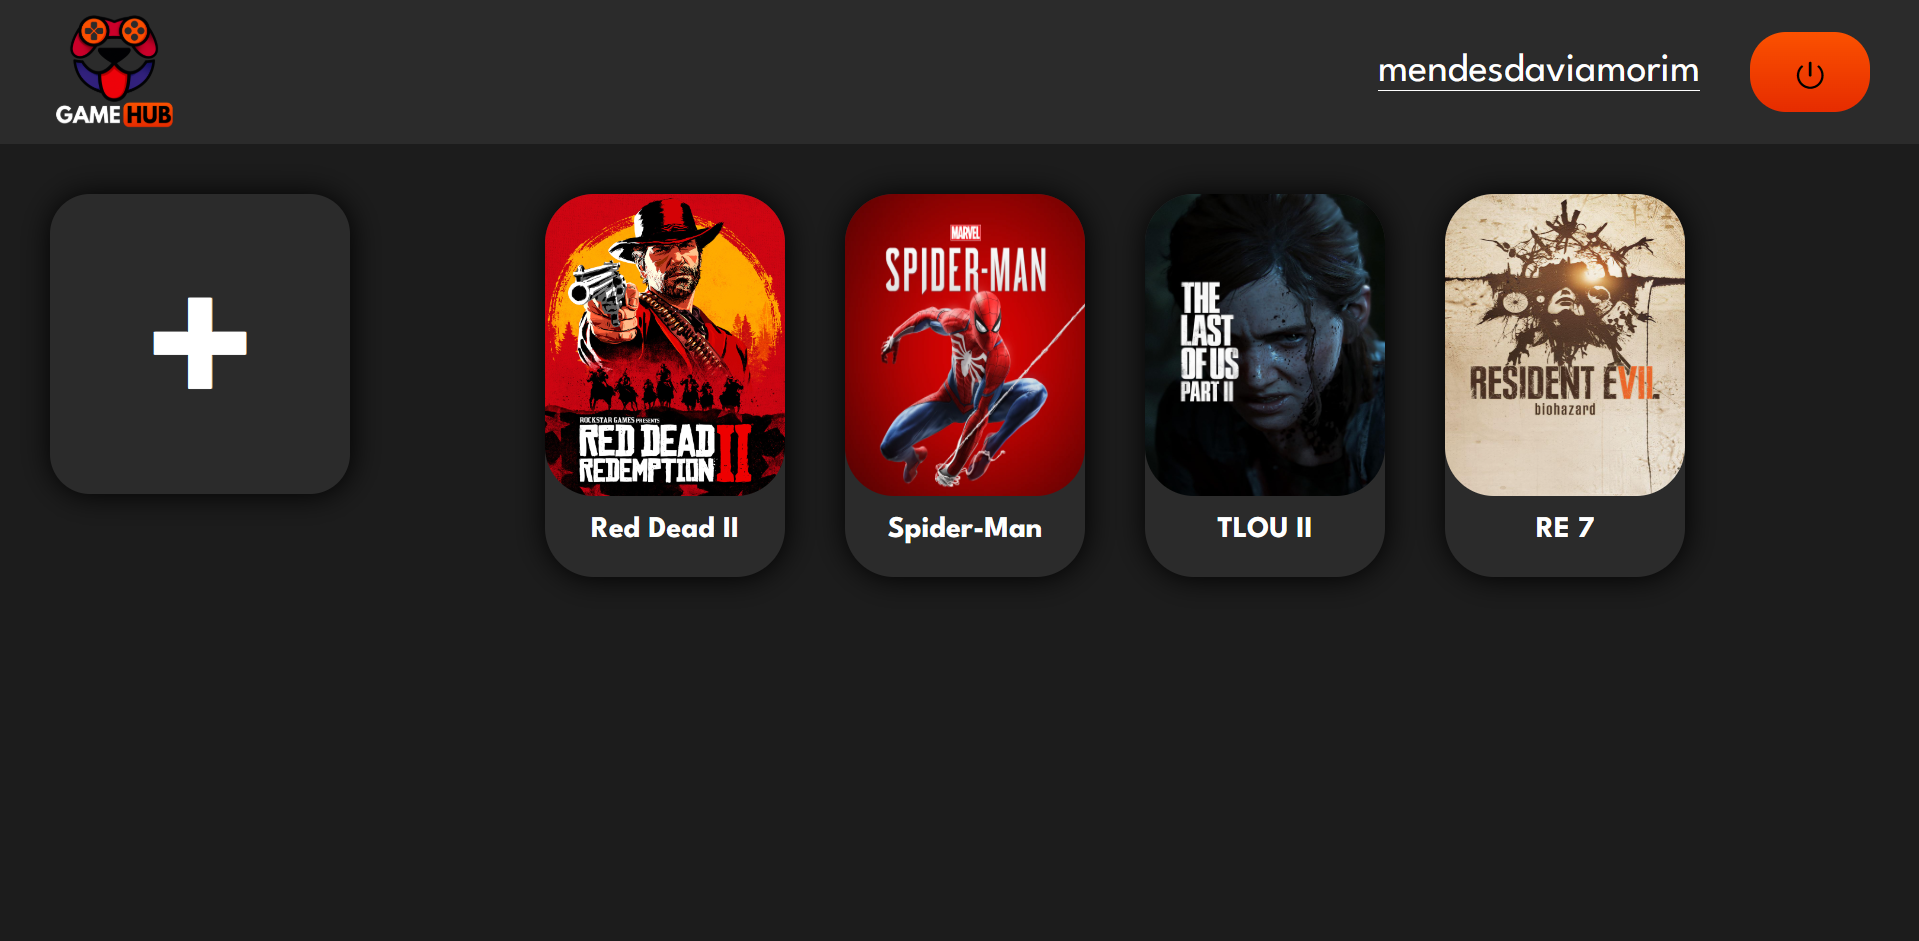 GAME HUB
mendesdaviamorim
ROCKSTAR GAMES PRESENTS
RED DEAD
REDEMPTION II
Red Dead II
MARVEL
SPIDER-MAN
Spider-Man
THE
LAST
OF US
PART II
TLOU II
RESIDENT EVII.
biohazard
RE 7